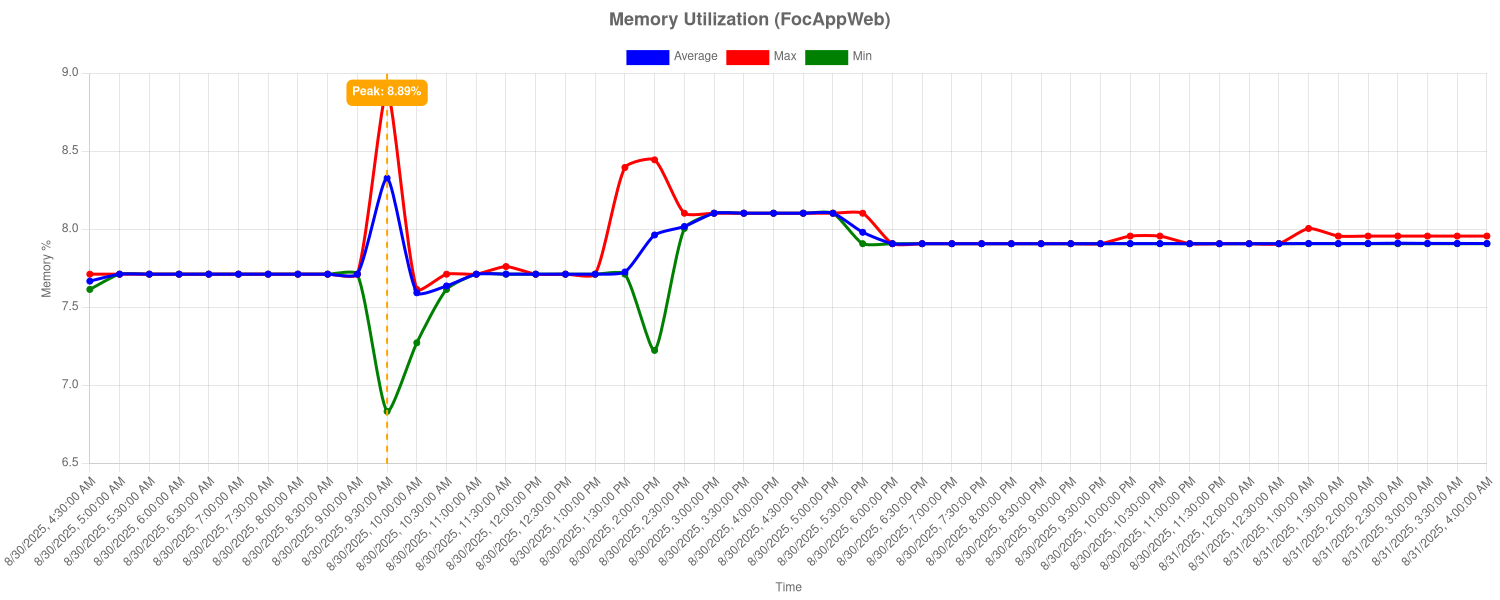 Memory Utilization (FocAppWeb)
Average Max Min
Peak: 8.89%
9.0
8.5
8.0
7.5
7.0
6.5
Memory %
8/30/2025, 4:30:00 AM
8/30/2025, 5:00:00 AM
8/30/2025, 5:30:00 AM
8/30/2025, 6:00:00 AM
8/30/2025, 6:30:00 AM
8/30/2025, 7:00:00 AM
8/30/2025, 7:30:00 AM
8/30/2025, 8:00:00 AM
8/30/2025, 8:30:00 AM
8/30/2025, 9:00:00 AM
8/30/2025, 9:30:00 AM
8/30/2025, 10:00:00 AM
8/30/2025, 10:30:00 AM
8/30/2025, 11:00:00 AM
8/30/2025, 11:30:00 AM
8/30/2025, 12:00:00 PM
8/30/2025, 12:30:00 PM
8/30/2025, 1:00:00 PM
8/30/2025, 1:30:00 PM
8/30/2025, 2:00:00 PM
8/30/2025, 2:30:00 PM
8/30/2025, 3:00:00 PM
8/30/2025, 3:30:00 PM
8/30/2025, 4:00:00 PM
8/30/2025, 4:30:00 PM
8/30/2025, 5:00:00 PM
8/30/2025, 5:30:00 PM
8/30/2025, 6:00:00 PM
8/30/2025, 6:30:00 PM
8/30/2025, 7:00:00 PM
8/30/2025, 7:30:00 PM
8/30/2025, 8:00:00 PM
8/30/2025, 8:30:00 PM
8/30/2025, 9:00:00 PM
8/30/2025, 9:30:00 PM
8/30/2025, 10:00:00 PM
8/30/2025, 10:30:00 PM
8/30/2025, 11:00:00 PM
8/30/2025, 11:30:00 PM
8/31/2025, 12:00:00 AM
8/31/2025, 12:30:00 AM
8/31/2025, 1:00:00 AM
8/31/2025, 1:30:00 AM
8/31/2025, 2:00:00 AM
8/31/2025, 2:30:00 AM
8/31/2025, 3:00:00 AM
8/31/2025, 3:30:00 AM
8/31/2025, 4:00:00 AM
Time